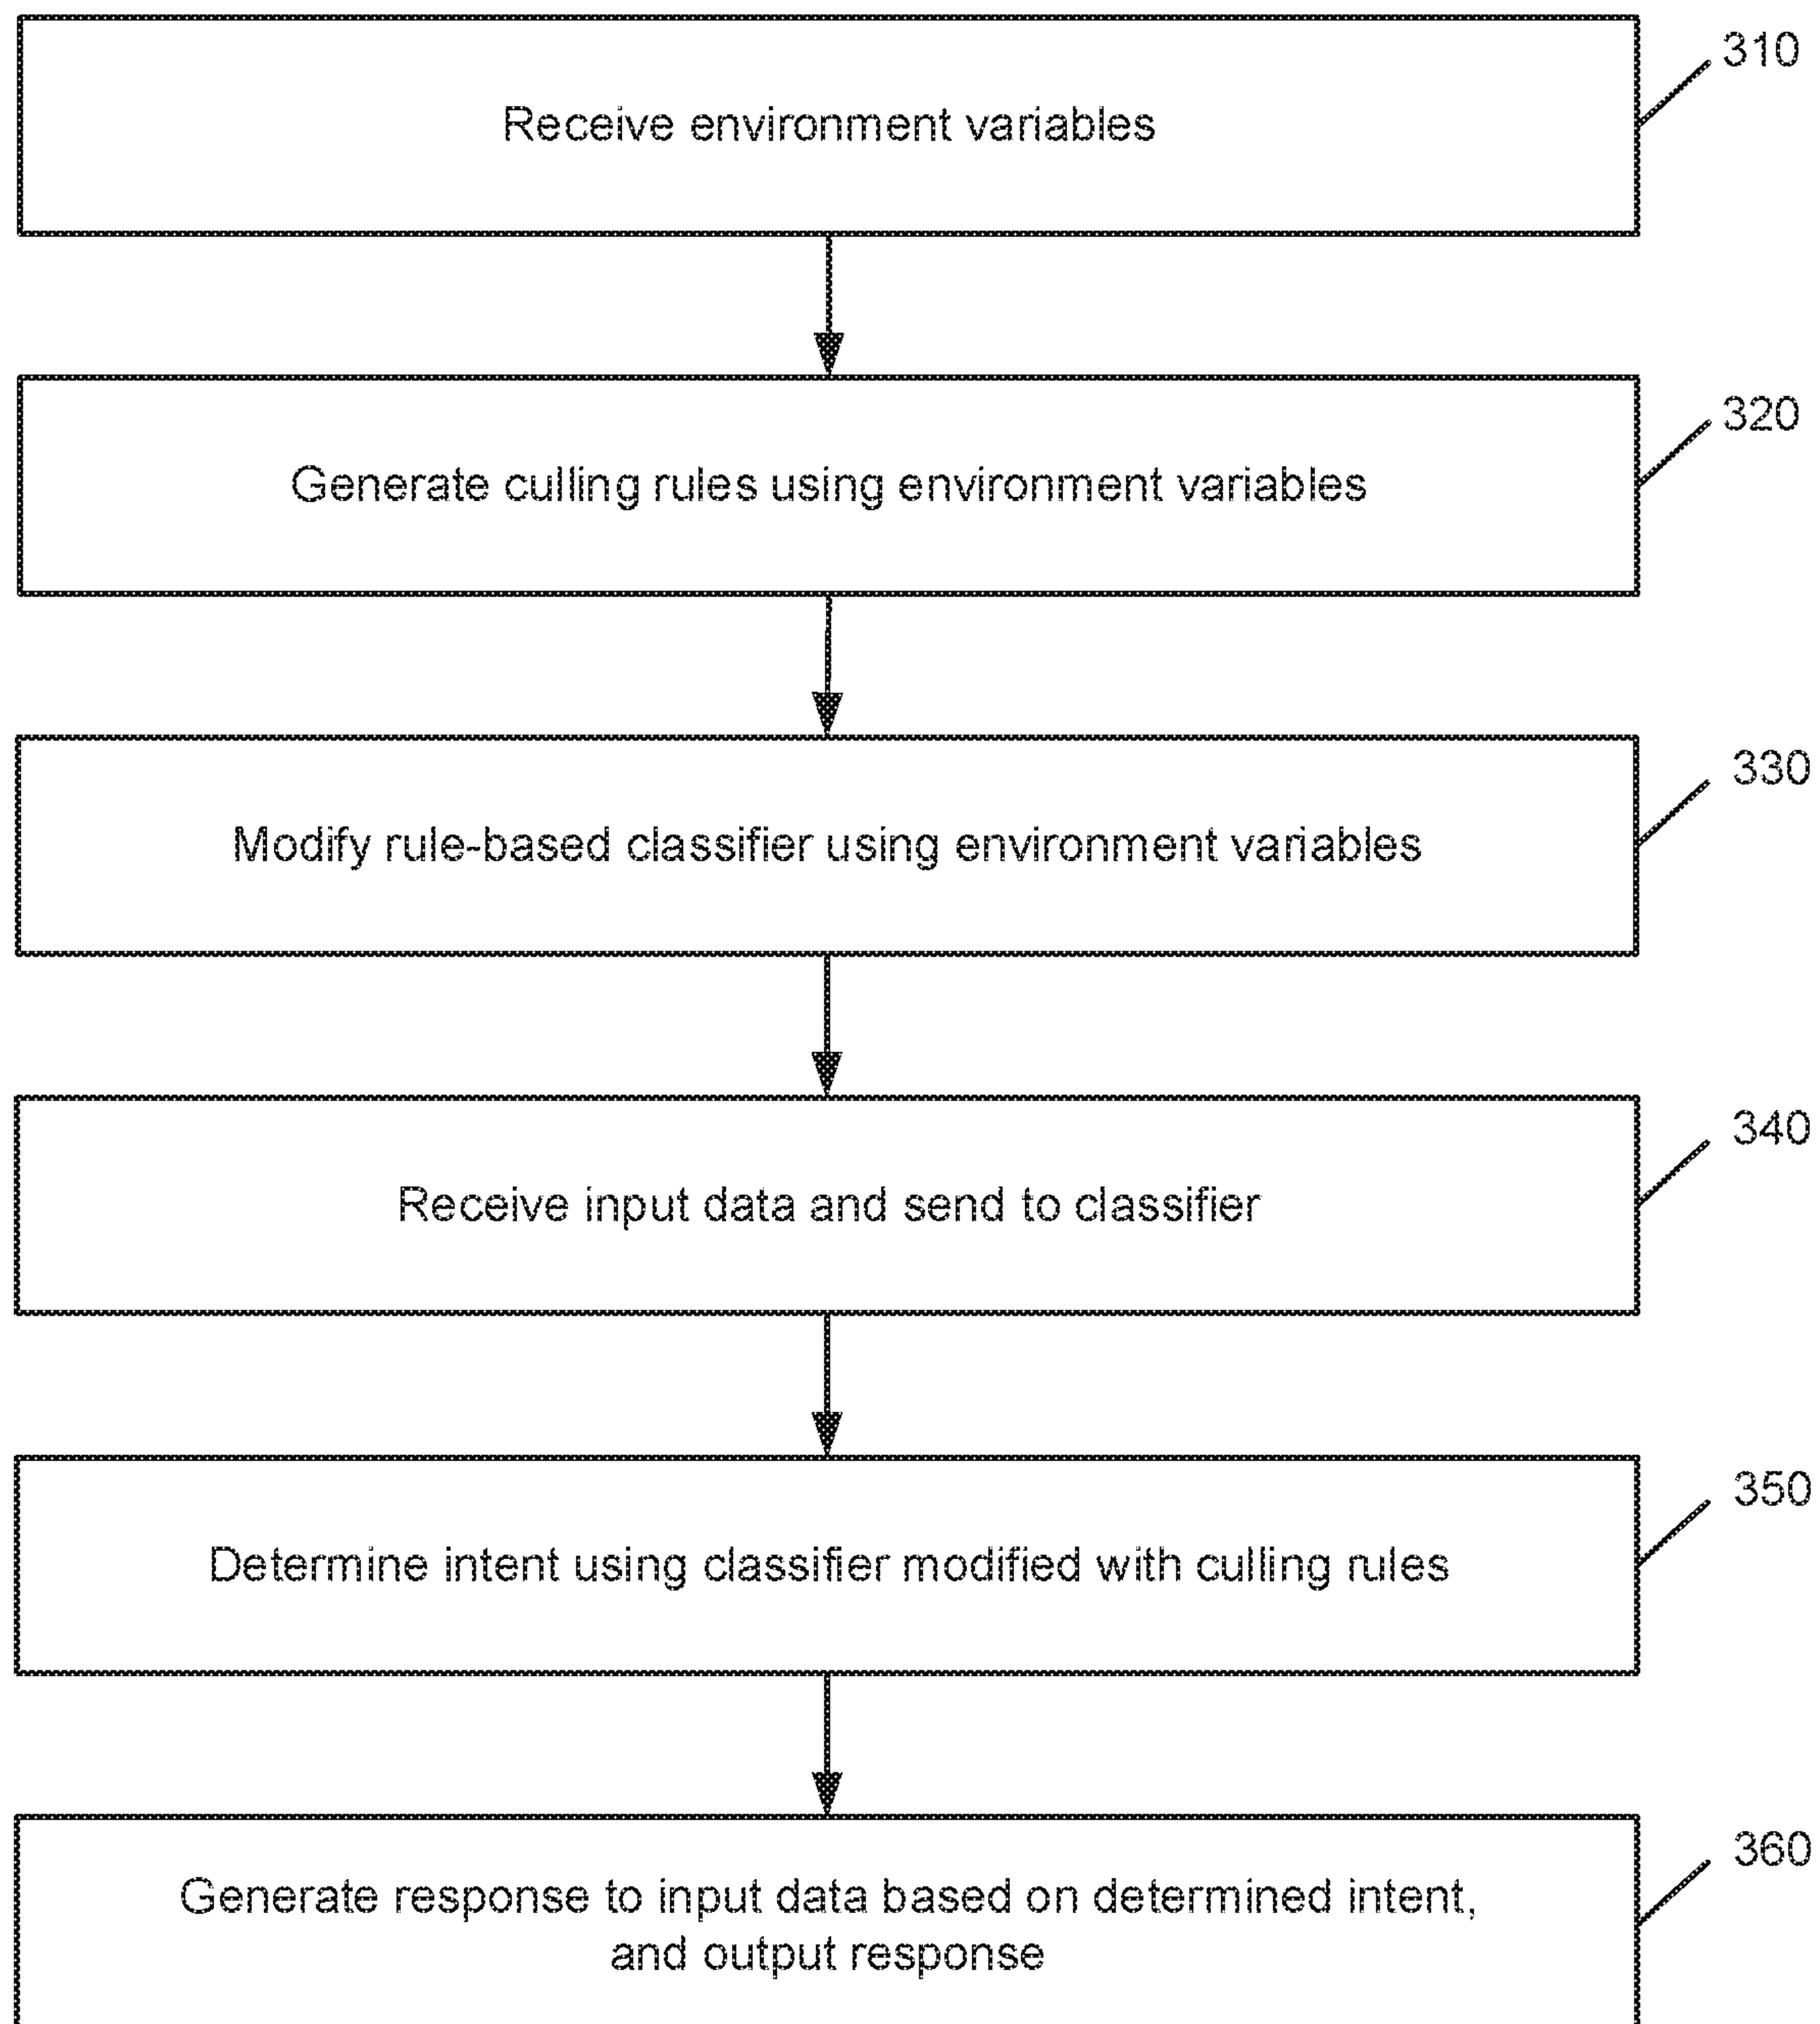 310
Receive environment variables
320
Generate culling rules using environment variables
330
Modify rule-based classifier using environment variables
340
Receive input data and send to classifier
350
Determine intent using classifier modified with culling rules
360
Generate response to input data based on determined intent,
and output response